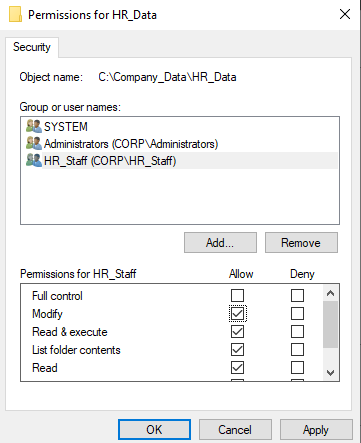 Permissions for HR_Data
Security
Object name: C:\Company_Data\HR_Data
Group or user names:
SYSTEM
Administrators (CORP\Administrators)
HR_Staff (CORP\HR_Staff)
Add... Remove
Permissions for HR_Staff Allow Deny
Full control
Modify
Read & execute
List folder contents
Read
OK Cancel Apply